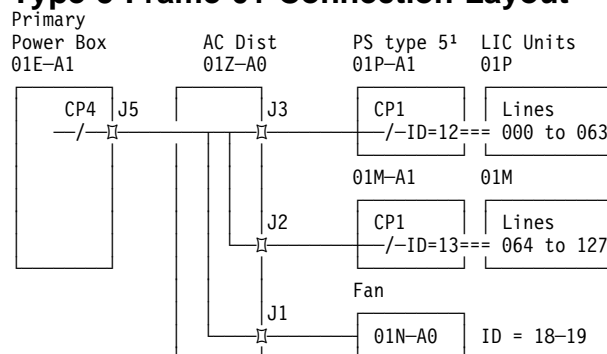 Type 5 Frame 01 Connection Layout
Primary
Power Box AC Dist PS type 5¹ LIC Units
01E—A1 01Z—A0 01P—A1 01P
CP4 J5 J3 CP1 Lines
—/— —/—ID=12=== 000 to 063
01M—A1 01M
J2 CP1 Lines
—/—ID=13=== 064 to 127
Fan
J1
01N—A0 ID = 18—19